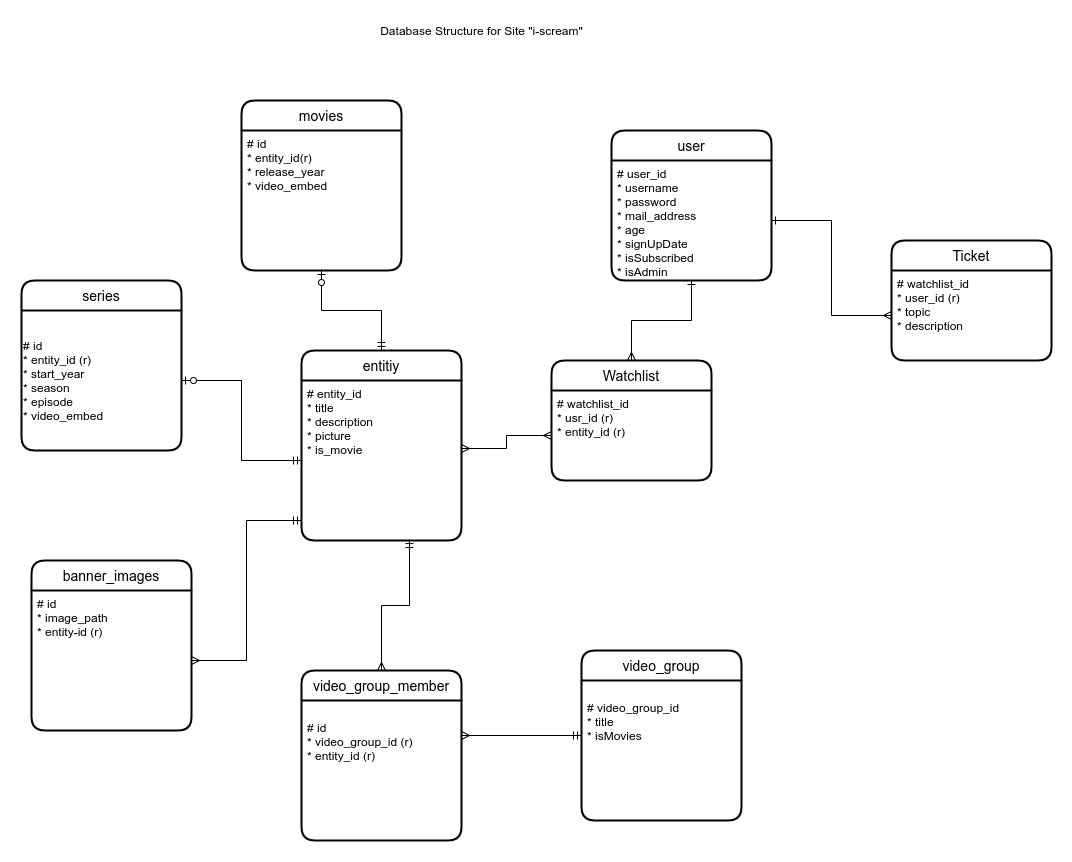 Database Structure for Site "i-scream"
movies
# id
* entity_id(r)
* release_year
* video_embed
user
# user_id
* username
* password
* mail_address
* age
* signUpDate
* isSubscribed
* isAdmin
Ticket
# watchlist_id
* user_id (r)
* topic
* description
series
# id
* entity_id (r)
* start_year
* season
* episode
* video_embed
entitiy
# entity_id
* title
* description
* picture
* is_movie
Watchlist
# watchlist_id
* usr_id (r)
* entity_id (r)
banner_images
# id
* image_path
* entity-id (r)
video_group_member
# id
* video_group_id (r)
* entity_id (r)
video_group
# video_group_id
* title
* isMovies